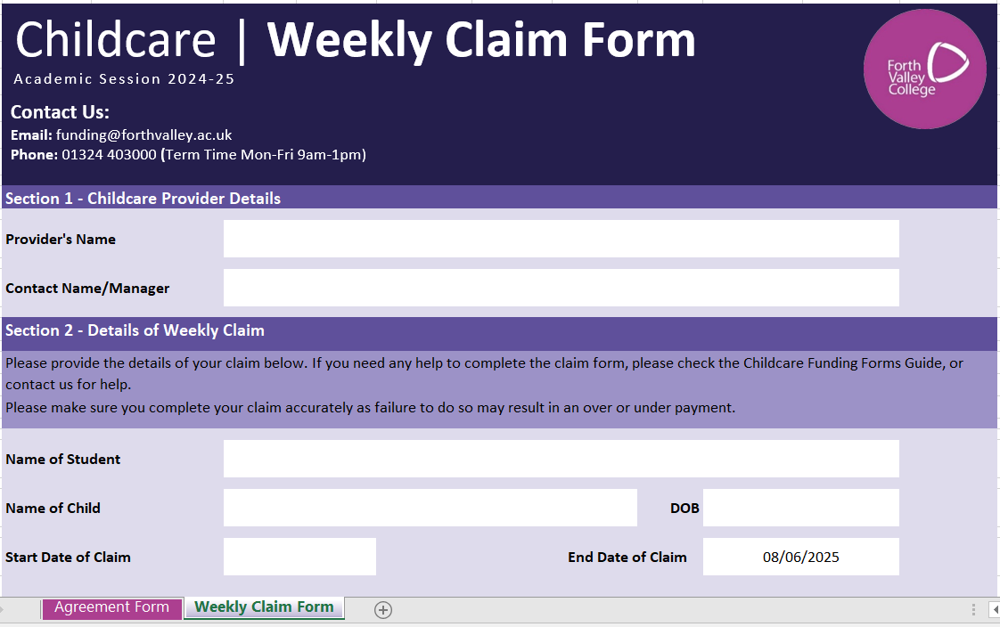 Childcare | Weekly Claim Form
Academic Session 2024-25
Forth
Valley
College
Contact Us:
Email: funding@forthvalley.ac.uk
Phone: 01324 403000 (Term Time Mon-Fri 9am-1pm)
Section 1 - Childcare Provider Details
Provider's Name
Contact Name/Manager
Section 2 - Details of Weekly Claim
Please provide the details of your claim below. If you need any help to complete the claim form, please check the Childcare Funding Forms Guide, or
contact us for help.
Please make sure you complete your claim accurately as failure to do so may result in an over or under payment.
Name of Student
Name of Child DOB
Start Date of Claim End Date of Claim 08/06/2025
Agreement Form Weekly Claim Form